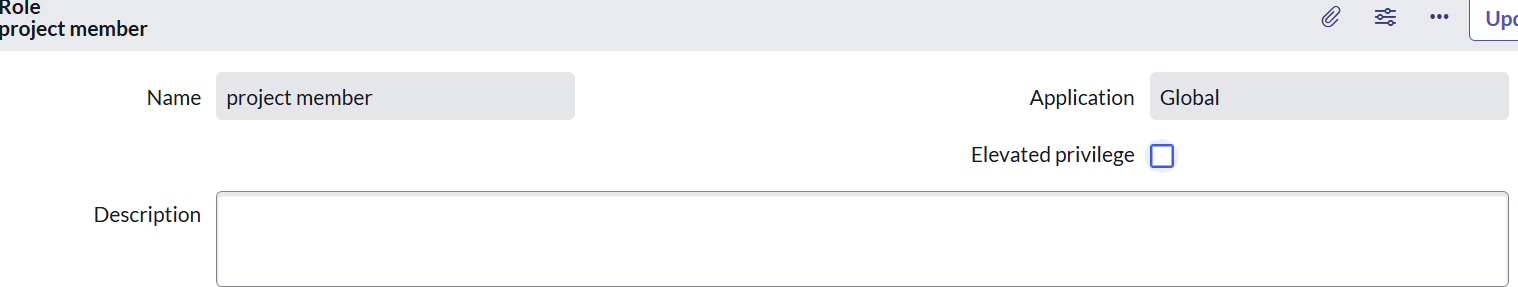 Role
project member
Name project member Application Global
Elevated privilege
Description